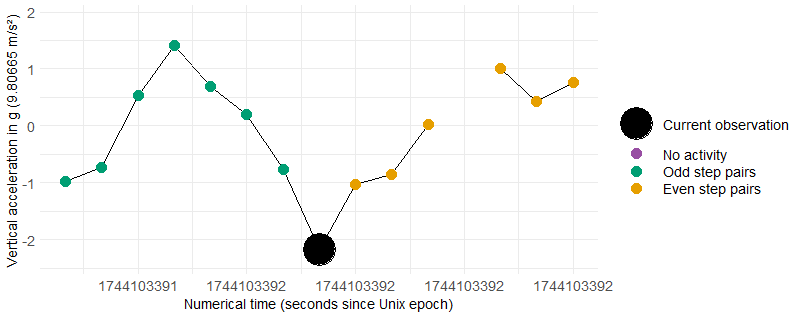 Vertical acceleration in g (9.80665 m/s²)
2
1
0
-1
-2
1744103391 1744103392 1744103392 1744103392 1744103392
Numerical time (seconds since Unix epoch)
Current observation
No activity
Odd step pairs
Even step pairs